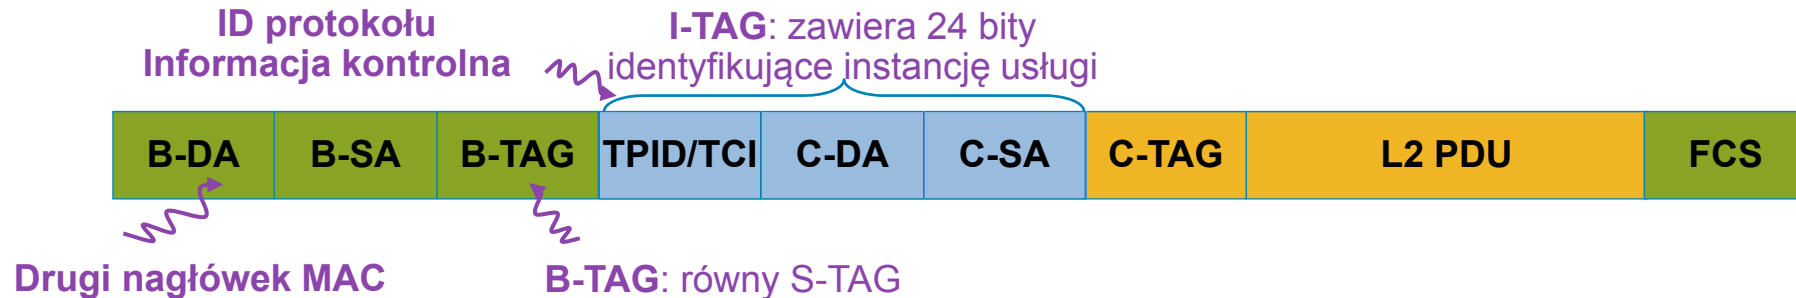 ID protokołu
Informacja kontrolna
I-TAG: zawiera 24 bity
identyfikujące instancję usługi
B-DA B-SA B-TAG TPID/TCI C-DA C-SA C-TAG L2 PDU FCS
Drugi nagłówek MAC
B-TAG: równy S-TAG